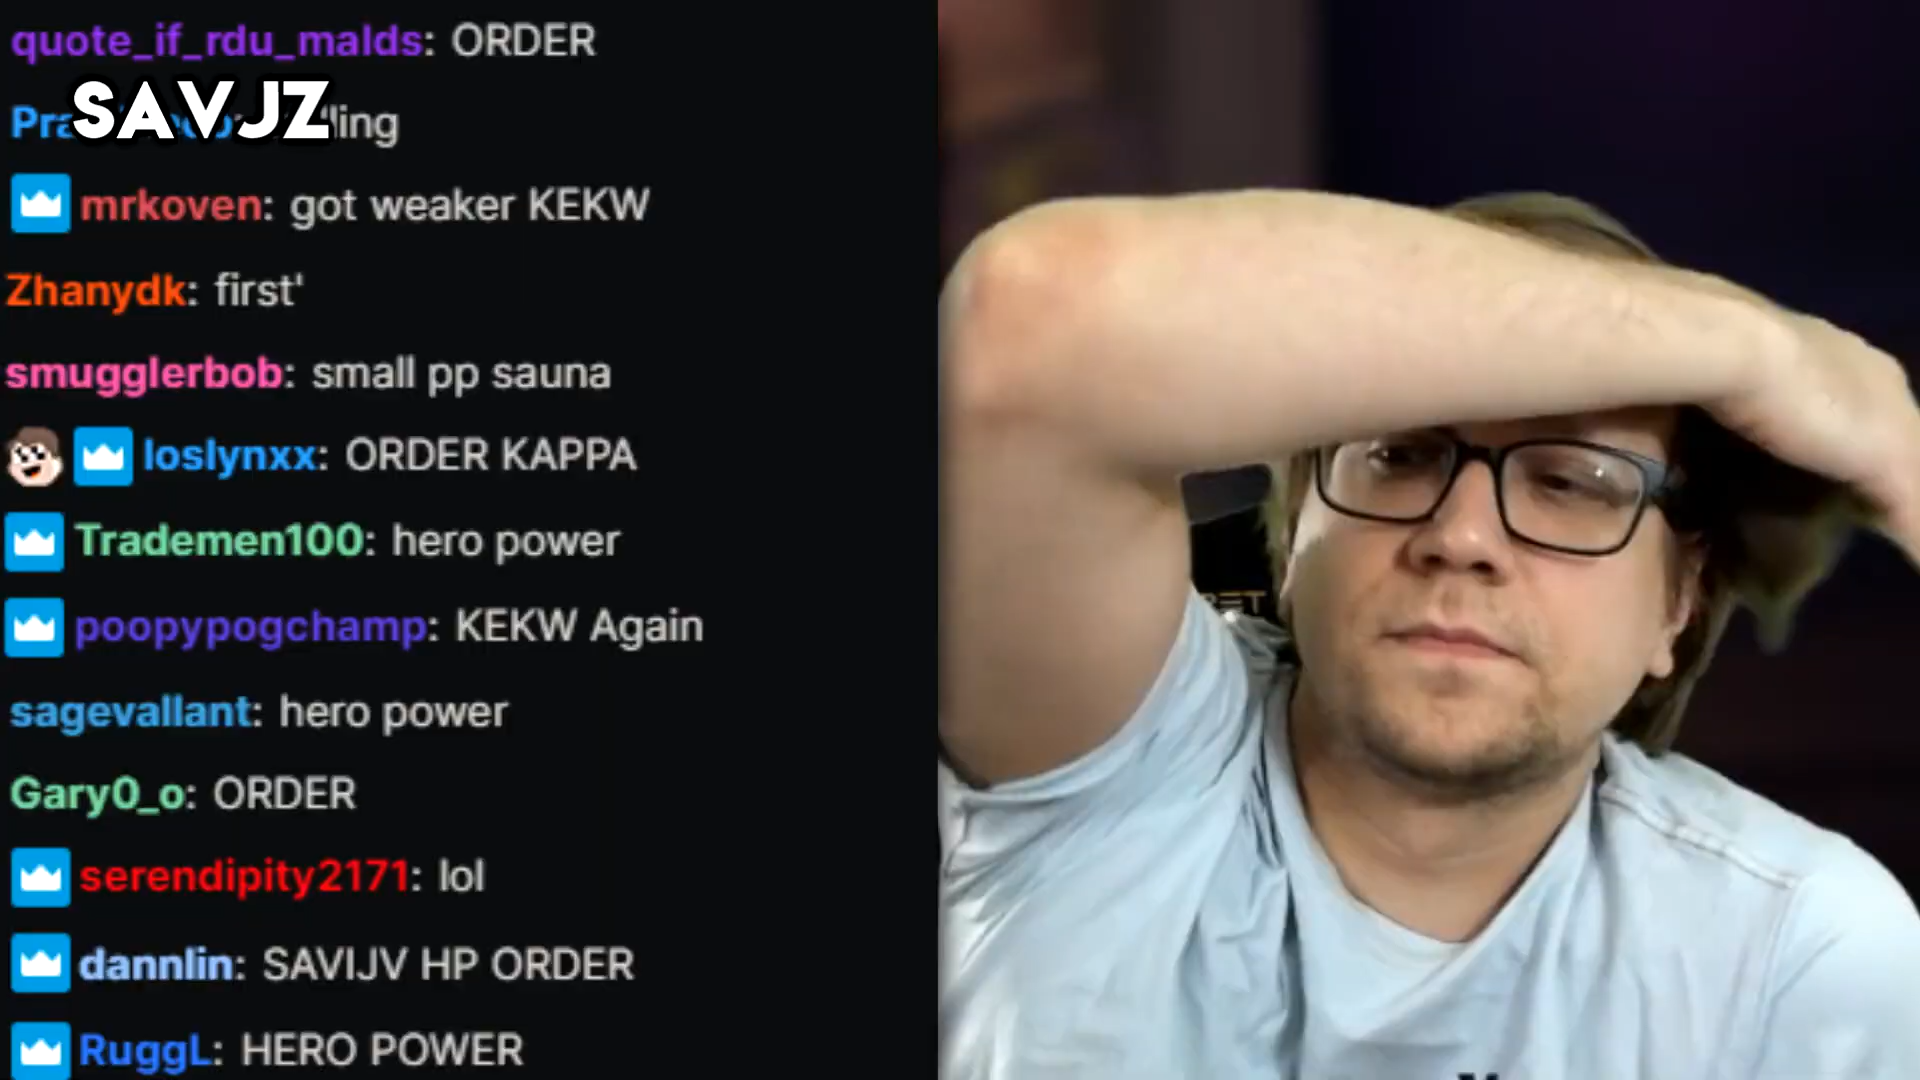 quote_if_rdu_malds: ORDER
SAVJZ
mrkoven: got weaker KEKW
Zhanydk: first'
smugglerbob: small pp sauna
loslynxx: ORDER KAPPA
Trademen100: hero power
poopypogchamp: KEKW Again
sagevallant: hero power
Gary0_o: ORDER
serendipity2171: lol
dannlin: SAVIJV HP ORDER
RuggL: HERO POWER